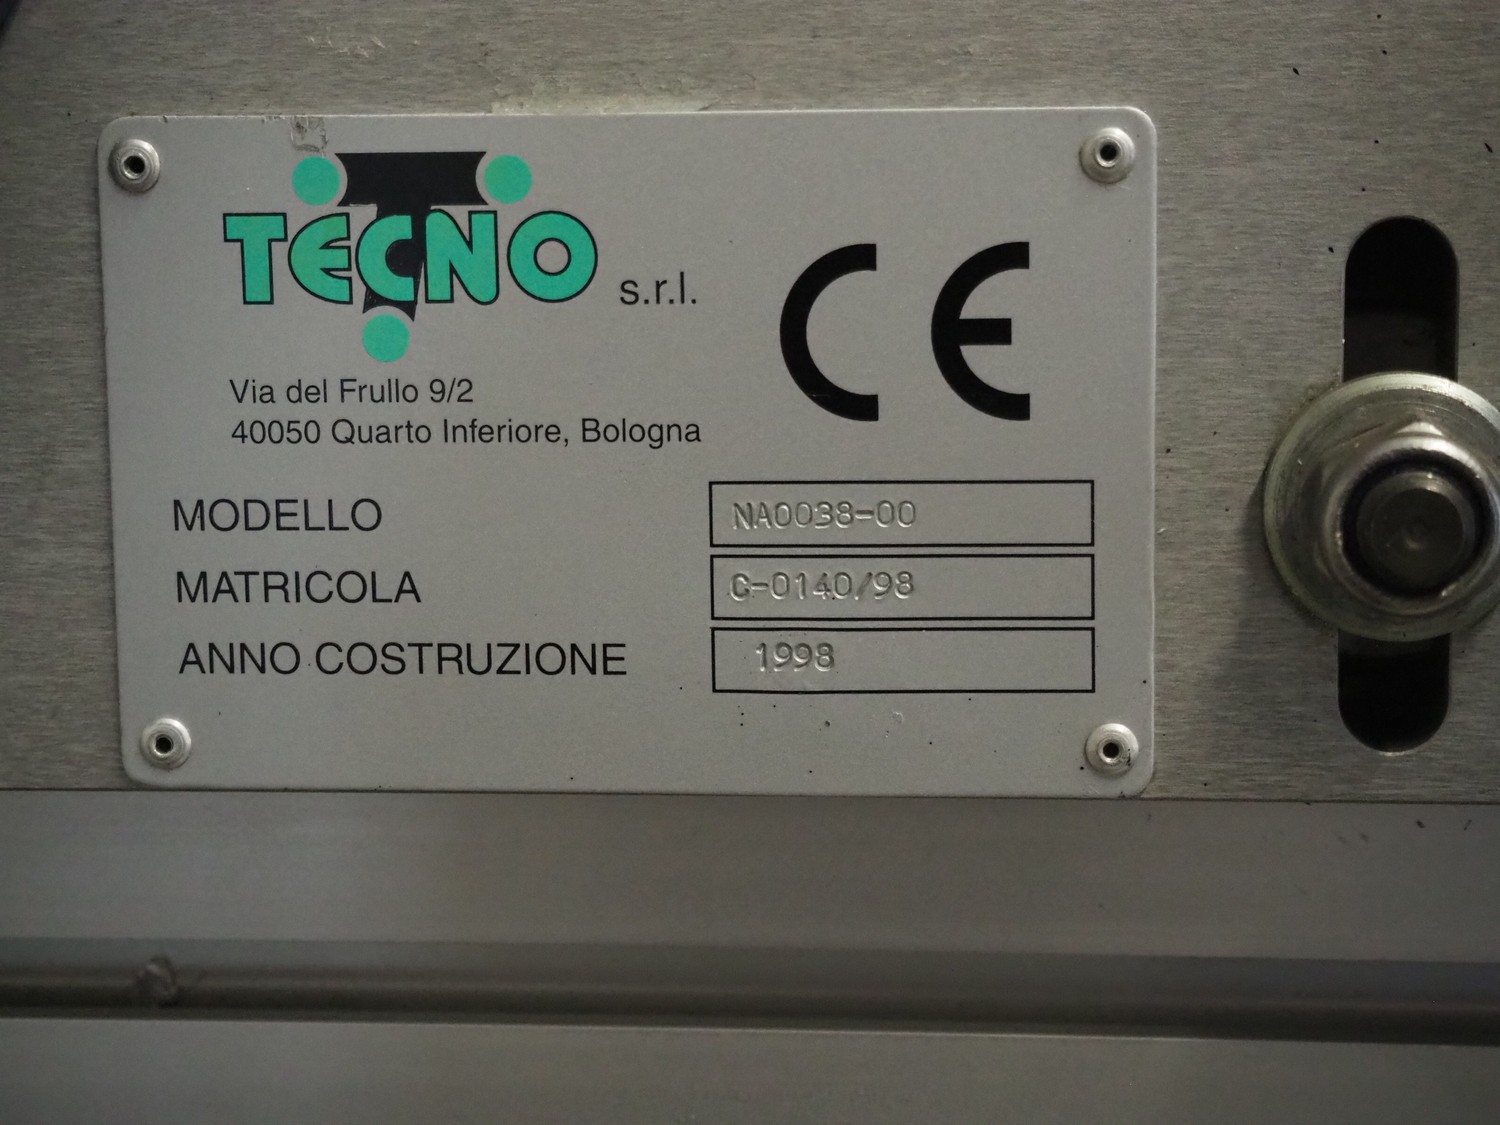 TECNO s.r.l.
CE
Via del Frullo 9/2
40050 Quarto Inferiore, Bologna
MODELLO NA0038-00
MATRICOLA C-0140/98
ANNO COSTRUZIONE 1998